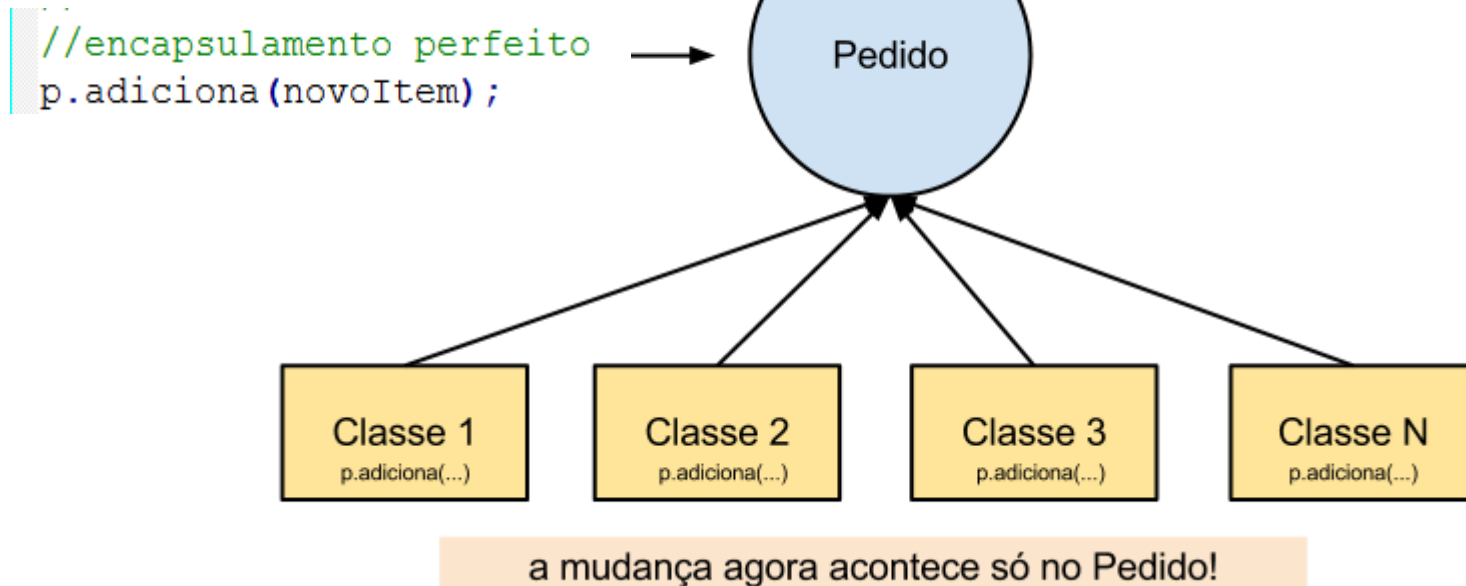 //encapsulamento perfeito
p.adiciona(novoItem);
Pedido
Classe 1
p.adiciona(...)
Classe 2
p.adiciona(...)
Classe 3
p.adiciona(...)
Classe N
p.adiciona(...)
a mudança agora acontece só no Pedido!